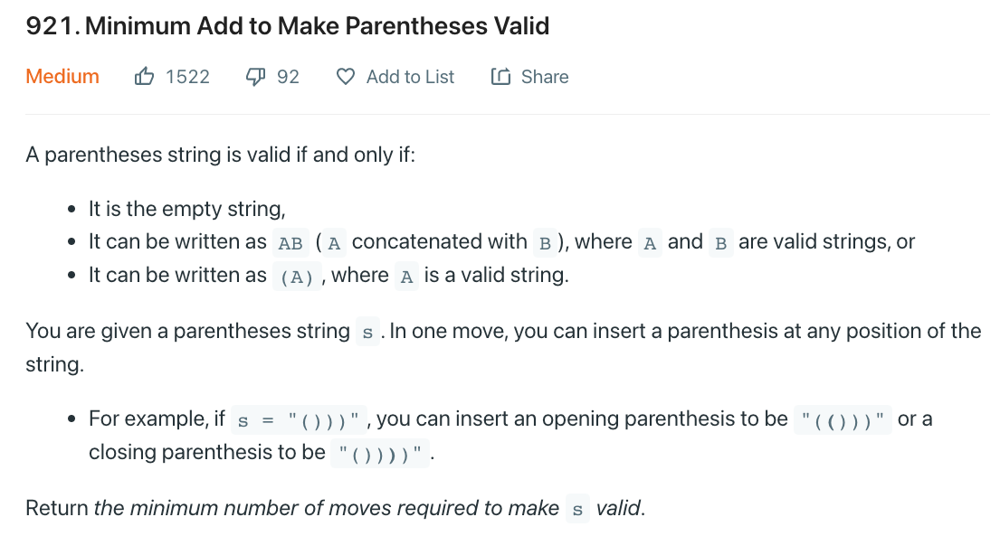 921. Minimum Add to Make Parentheses Valid
Medium 1522 92 Add to List Share
A parentheses string is valid if and only if:
• It is the empty string,
• It can be written as AB (A concatenated with B), where A and B are valid strings, or
• It can be written as (A), where A is a valid string.
You are given a parentheses string s. In one move, you can insert a parenthesis at any position of the
string.
• For example, if s = "()))", you can insert an opening parenthesis to be "(()))" or a
closing parenthesis to be "())))".
Return the minimum number of moves required to make s valid.